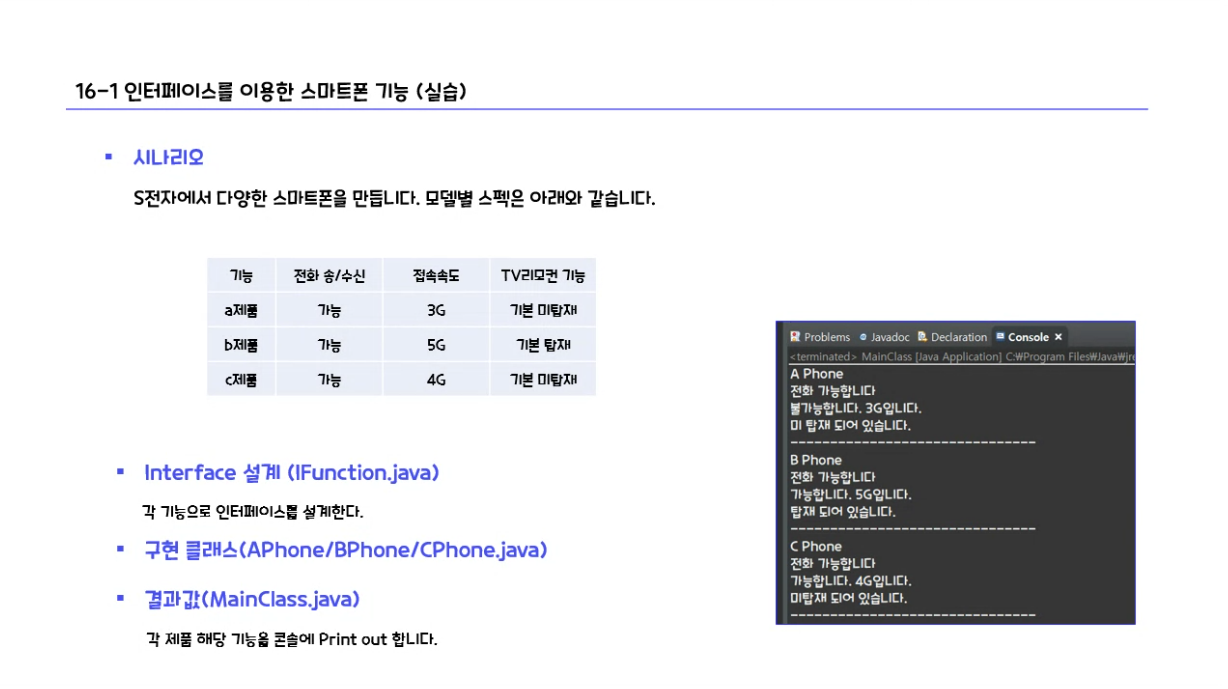 16-1 인터페이스를 이용한 스마트폰 기능 (실습)
▪ 시나리오
S전자에서 다양한 스마트폰을 만듭니다. 모델별 스펙은 아래와 같습니다.
기능 전화 송/수신 접속속도 TV리모컨 기능
a제품 가능 3G 기본 미탑재
b제품 가능 5G 기본 탑재
c제품 가능 4G 기본 미탑재
▪ Interface 설계 (IFunction.java)
각 기능으로 인터페이스를 설계한다.
▪ 구현 클래스(APhone/BPhone/CPhone.java)
▪ 결과값(MainClass.java)
각 제품 해당 기능을 콘솔에 Print out 합니다.
Problems Javadoc Declaration Console
<terminated> MainClass [Java Application] C:₩Program Files₩Java₩jre
A Phone
전화 가능합니다
불가능합니다. 3G입니다.
미 탑재 되어 있습니다.
-------------------------------
B Phone
전화 가능합니다
가능합니다. 5G입니다.
탑재 되어 있습니다.
-------------------------------
C Phone
전화 가능합니다
가능합니다. 4G입니다.
미탑재 되어 있습니다.
-------------------------------